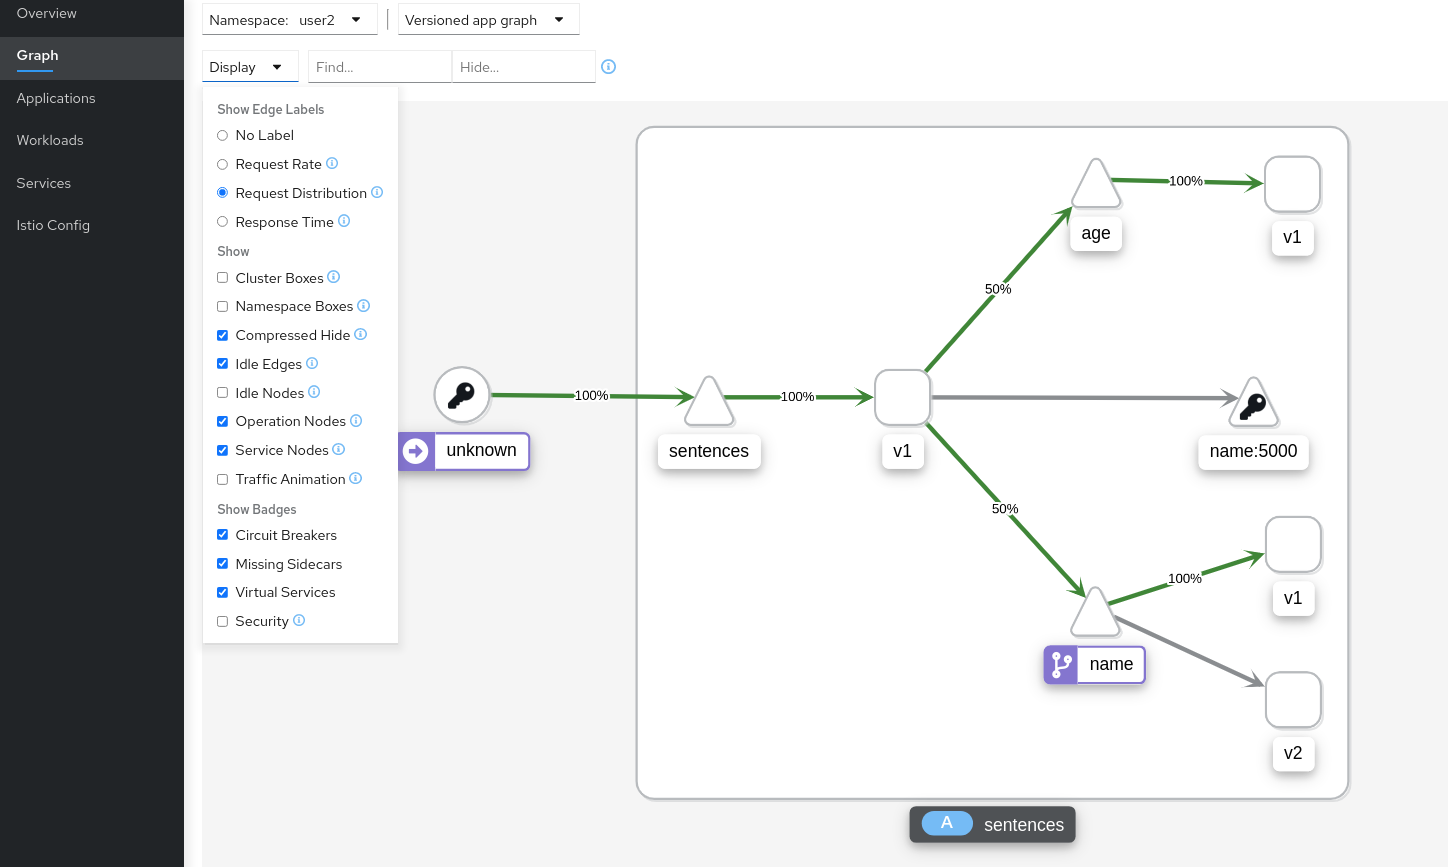 Overview
Graph
Applications
Workloads
Services
Istio Config
Namespace: user2
Versioned app graph
Display
Find...
Hide...
Show Edge Labels
No Label
Request Rate
Request Distribution
Response Time
Show
Cluster Boxes
Namespace Boxes
Compressed Hide
Idle Edges
Idle Nodes
Operation Nodes
Service Nodes
Traffic Animation
Show Badges
Circuit Breakers
Missing Sidecars
Virtual Services
Security
100%
age
v1
50%
100%
100%
unknown
sentences
v1
name:5000
50%
100%
v1
name
v2
A sentences